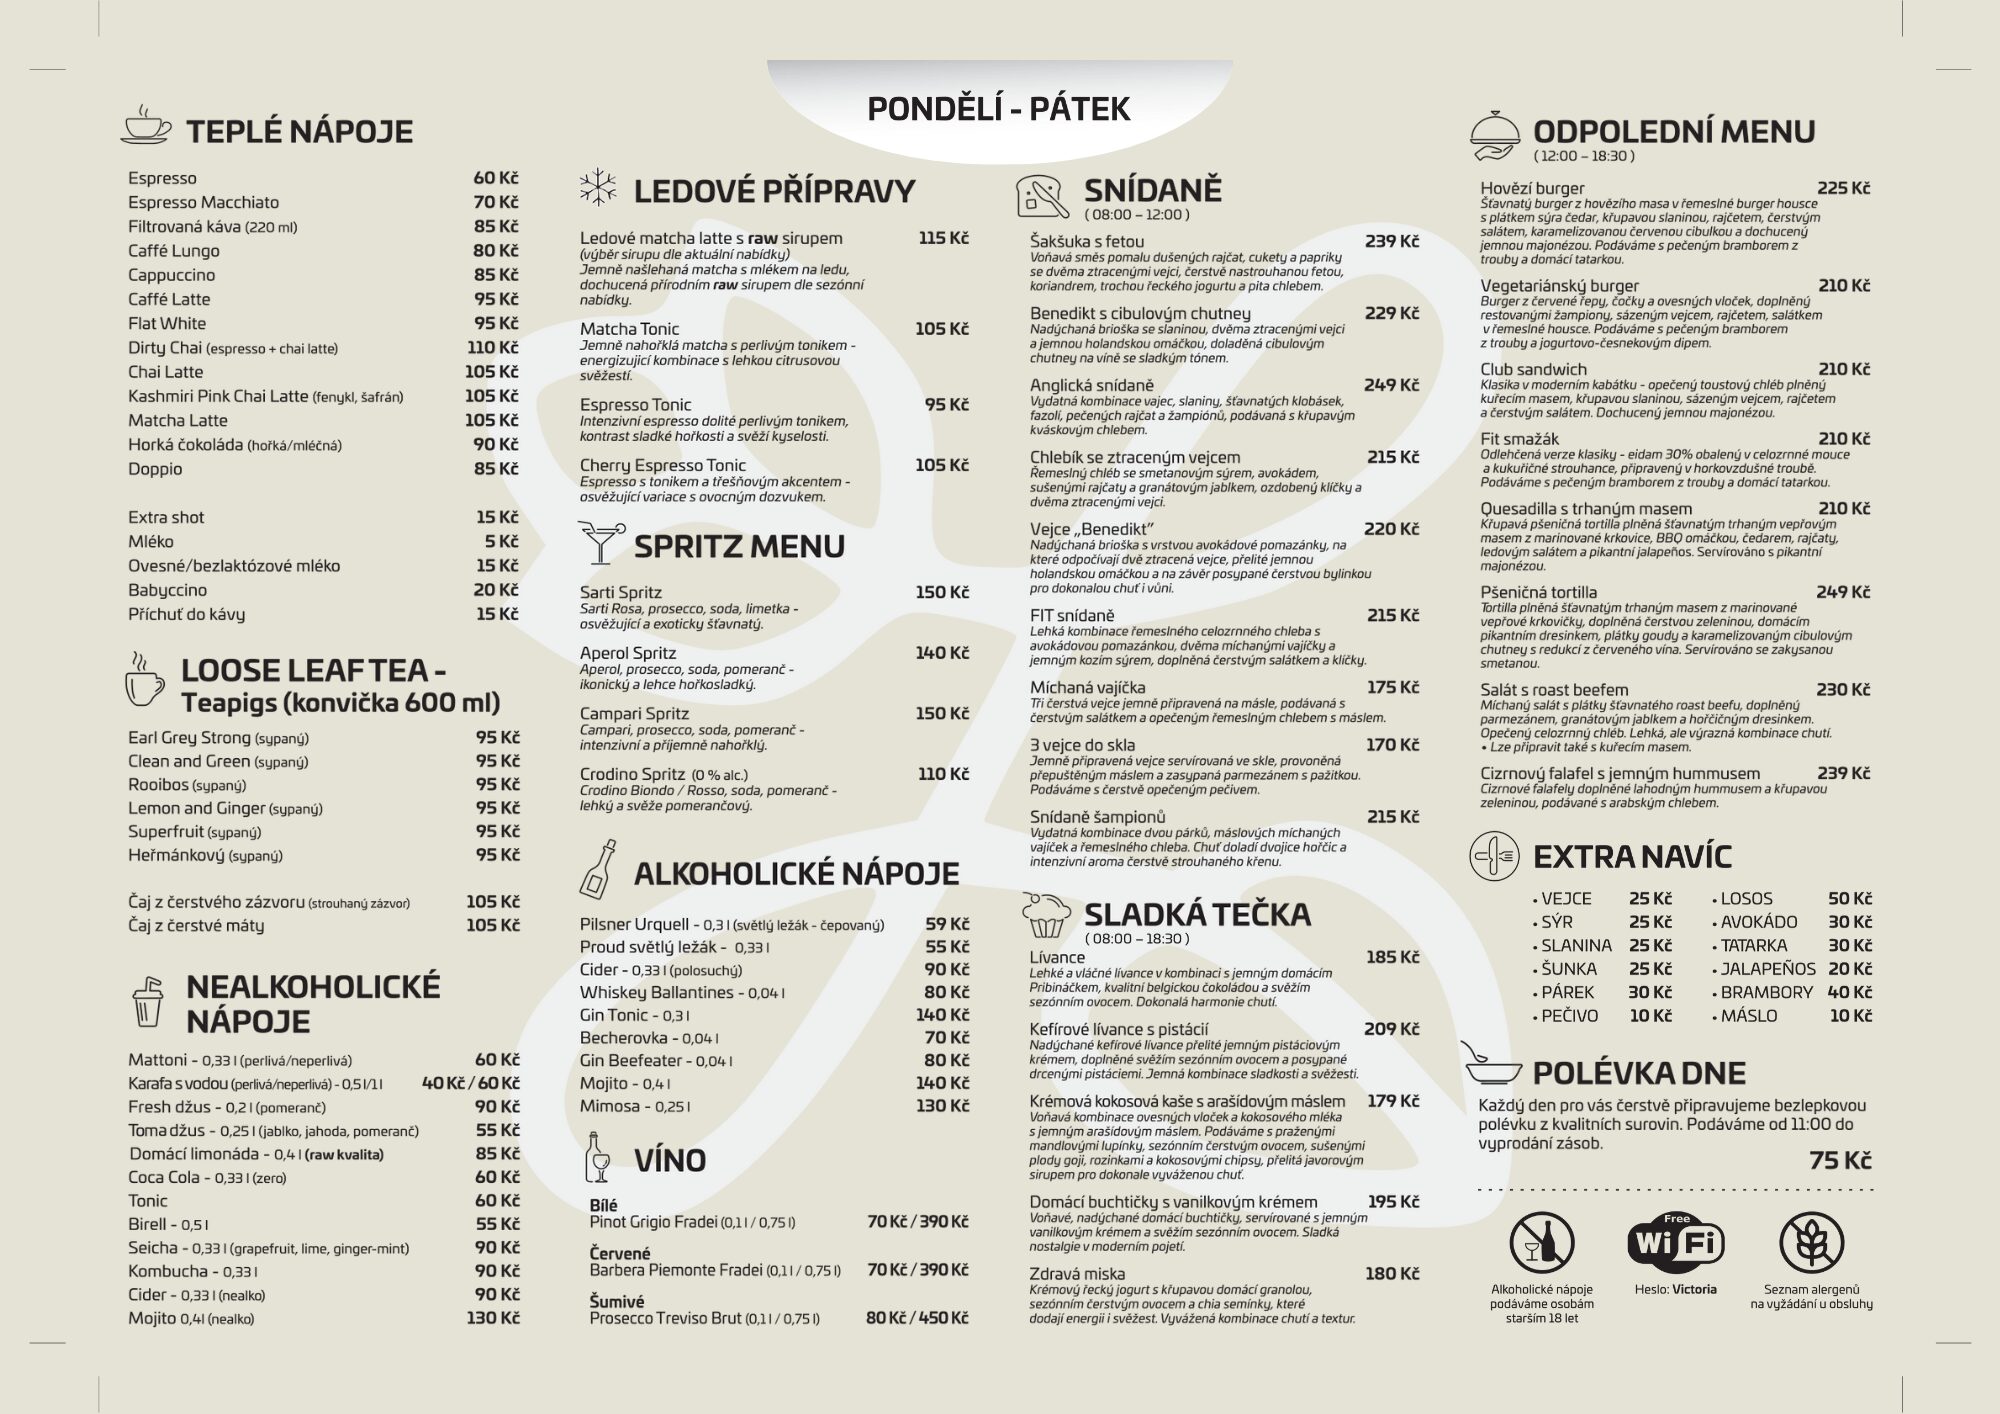 PONDĚLÍ - PÁTEK
TEPLÉ NÁPOJE
Espresso 60 Kč
Espresso Macchiato 70 Kč
Filtrovaná káva (220 ml) 85 Kč
Caffé Lungo 80 Kč
Cappuccino 85 Kč
Caffé Latte 95 Kč
Flat White 95 Kč
Dirty Chai (espresso + chai latte) 110 Kč
Chai Latte 105 Kč
Kashmiri Pink Chai Latte (fenykl, šafrán) 105 Kč
Matcha Latte 105 Kč
Horká čokoláda (hořká/mléčná) 90 Kč
Doppio 85 Kč
Extra shot 15 Kč
Mléko 5 Kč
Ovesné/bezlaktózové mléko 15 Kč
Babyccino 20 Kč
Příchuť do kávy 15 Kč
LOOSE LEAF TEA -
Teapigs (konvička 600 ml)
Earl Grey Strong (sypaný) 95 Kč
Clean and Green (sypaný) 95 Kč
Rooibos (sypaný) 95 Kč
Lemon and Ginger (sypaný) 95 Kč
Superfruit (sypaný) 95 Kč
Heřmánkový (sypaný) 95 Kč
Čaj z čerstvého zázvoru (strouhaný zázvor) 105 Kč
Čaj z čerstvé máty 105 Kč
NEALKOHOLICKÉ
NÁPOJE
Mattoni - 0,33 l (perlivá/neperlivá) 60 Kč
Karafa s vodou (perlivá/neperlivá) - 0,5 l/1 l 40 Kč / 60 Kč
Fresh džus - 0,2 l (pomeranč) 90 Kč
Toma džus - 0,25 l (jablko, jahoda, pomeranč) 55 Kč
Domácí limonáda - 0,4 l (raw kvalita) 85 Kč
Coca Cola - 0,33 l (zero) 60 Kč
Tonic 60 Kč
Birell - 0,5 l 55 Kč
Seicha - 0,33 l (grapefruit, lime, ginger-mint) 90 Kč
Kombucha - 0,33 l 90 Kč
Cider - 0,33 l (nealko) 90 Kč
Mojito 0,4l (nealko) 130 Kč
LEDOVÉ PŘÍPRAVY
Ledové matcha latte s raw sirupem 115 Kč
(výběr sirupu dle aktuální nabídky)
Jemně našlehaná matcha s mlékem na ledu,
dochucená přírodním raw sirupem dle sezónní
nabídky.
Matcha Tonic 105 Kč
Jemně nahořklá matcha s perlivým tonikem -
energizujicí kombinace s lehkou citrusovou
svěžestí.
Espresso Tonic 95 Kč
Intenzivní espresso dolité perlivým tonikem,
kontrast sladké hořkosti a svěží kyselosti.
Cherry Espresso Tonic 105 Kč
Espresso s tonikem a třešňovým akcentem -
osvěžující variace s ovocným dozvukem.
SPRITZ MENU
Sarti Spritz 150 Kč
Sarti Rosa, prosecco, soda, limetka -
osvěžující a exoticky šťavnatý.
Aperol Spritz 140 Kč
Aperol, prosecco, soda, pomeranč -
ikonický a lehce hořkosladký.
Campari Spritz 150 Kč
Campari, prosecco, soda, pomeranč -
intenzivní a příjemně nahořklý.
Crodino Spritz (0 % alc.) 110 Kč
Crodino Biondo / Rosso, soda, pomeranč -
lehký a svěže pomerančový.
ALKOHOLICKÉ NÁPOJE
Pilsner Urquell - 0,3 l (světlý ležák - čepovaný) 59 Kč
Proud světlý ležák - 0,33 l 55 Kč
Cider - 0,33 l (polosuchý) 90 Kč
Whiskey Ballantines - 0,04 l 80 Kč
Gin Tonic - 0,3 l 140 Kč
Becherovka - 0,04 l 70 Kč
Gin Beefeater - 0,04 l 80 Kč
Mojito - 0,4 l 140 Kč
Mimosa - 0,25 l 130 Kč
VÍNO
Bílé
Pinot Grigio Fradei (0,1 l / 0,75 l) 70 Kč / 390 Kč
Červené
Barbera Piemonte Fradei (0,1 l / 0,75 l) 70 Kč / 390 Kč
Šumivé
Prosecco Treviso Brut (0,1 l / 0,75 l) 80 Kč / 450 Kč
SNÍDANĚ
( 08:00 – 12:00 )
Šakšuka s fetou 239 Kč
Voňavá směs pomalu dušených rajčat, cukety a papriky
se dvěma ztracenými vejci, čerstvě nastrouhanou fetou,
koriandrem, trochou řeckého jogurtu a pita chlebem.
Benedikt s cibulovým chutney 229 Kč
Nadýchaná brioška se slaninou, dvěma ztracenými vejci
a jemnou holandskou omáčkou, doladěná cibulovým
chutney na víně se sladkým tónem.
Anglická snídaně 249 Kč
Vydatná kombinace vajec, slaniny, šťavnatých klobásek,
fazolí, pečených rajčat a žampiónů, podávaná s křupavým
kváskovým chlebem.
Chlebík se ztraceným vejcem 215 Kč
Řemeslný chléb se smetanovým sýrem, avokádem,
sušenými rajčaty a granátovým jablkem, ozdobený klíčky a
dvěma ztracenými vejci.
Vejce „Benedikt" 220 Kč
Nadýchaná brioška s vrstvou avokádové pomazánky, na
které odpočívají dvě ztracená vejce, přelité jemnou
holandskou omáčkou a na závěr posypané čerstvou bylinkou
pro dokonalou chuť i vůni.
FIT snídaně 215 Kč
Lehká kombinace řemeslného celozrnného chleba s
avokádovou pomazánkou, dvěma míchanými vajíčky a
jemným kozím sýrem, doplněná čerstvým salátkem a klíčky.
Míchaná vajíčka 175 Kč
Tři čerstvá vejce jemně připravená na másle, podávaná s
čerstvým salátkem a opečeným řemeslným chlebem s máslem.
3 vejce do skla 170 Kč
Jemně připravená vejce servírovaná ve skle, provoněná
přepuštěným máslem a zasypaná parmezánem s pažitkou.
Podáváme s čerstvě opečeným pečivem.
Snídaně šampionů 215 Kč
Vydatná kombinace dvou párků, máslových míchaných
vajíček a řemeslného chleba. Chuť doladí dvojice hořčic a
intenzivní aroma čerstvě strouhaného křenu.
SLADKÁ TEČKA
( 08:00 – 18:30 )
Lívance 185 Kč
Lehké a vláčné lívance v kombinaci s jemným domácím
Pribináčkem, kvalitní belgickou čokoládou a svěžím
sezónním ovocem. Dokonalá harmonie chutí.
Kefírové lívance s pistácií 209 Kč
Nadýchané kefírové lívance přelité jemným pistáciovým
krémem, doplněné svěžím sezónním ovocem a posypané
drcenými pistáciemi. Jemná kombinace sladkosti a svěžesti.
Krémová kokosová kaše s arašídovým máslem 179 Kč
Voňavá kombinace ovesných vloček a kokosového mléka
s jemným arašídovým máslem. Podáváme s praženými
mandlovými lupínky, sezónním čerstvým ovocem, sušenými
plody goji, rozinkami a kokosovými chipsy, přelitá javorovým
sirupem pro dokonale vyváženou chuť.
Domácí buchtičky s vanilkovým krémem 195 Kč
Voňavé, nadýchané domácí buchtičky, servírované s jemným
vanilkovým krémem a svěžím sezónním ovocem. Sladká
nostalgie v moderním pojetí.
Zdravá miska 180 Kč
Krémový řecký jogurt s křupavou domácí granolou,
sezónním čerstvým ovocem a chia semínky, které
dodají energii i svěžest. Vyvážená kombinace chutí a textur.
ODPOLEDNÍ MENU
( 12:00 – 18:30 )
Hovězí burger 225 Kč
Šťavnatý burger z hovězího masa v řemeslné burger housce
s plátkem sýra čedar, křupavou slaninou, rajčetem, čerstvým
salátem, karamelizovanou červenou cibulkou a dochucený
jemnou majonézou. Podáváme s pečeným bramborem z
trouby a domácí tatarkou.
Vegetariánský burger 210 Kč
Burger z červené řepy, čočky a ovesných vloček, doplněný
restovanými žampiony, sázeným vejcem, rajčetem, salátkem
v řemeslné housce. Podáváme s pečeným bramborem
z trouby a jogurtovo-česnekovým dipem.
Club sandwich 210 Kč
Klasika v moderním kabátku - opečený toustový chléb plněný
kuřecím masem, křupavou slaninou, sázeným vejcem, rajčetem
a čerstvým salátem. Dochucený jemnou majonézou.
Fit smažák 210 Kč
Odlehčená verze klasiky - eidam 30% obalený v celozrnné mouce
a kukuřičné strouhance, připravený v horkovzdušné troubě.
Podáváme s pečeným bramborem z trouby a domácí tatarkou.
Quesadilla s trhaným masem 210 Kč
Křupavá pšeničná tortilla plněná šťavnatým trhaným vepřovým
masem z marinované krkovice, BBQ omáčkou, čedarem, rajčaty,
ledovým salátem a pikantní jalapeños. Servírováno s pikantní
majonézou.
Pšeničná tortilla 249 Kč
Tortilla plněná šťavnatým trhaným masem z marinované
vepřové krkovičky, doplněná čerstvou zeleninou, domácím
pikantním dresinkem, plátky goudy a karamelizovaným cibulovým
chutney s redukcí z červeného vína. Servírováno se zakysanou
smetanou.
Salát s roast beefem 230 Kč
Míchaný salát s plátky šťavnatého roast beefu, doplněný
parmezánem, granátovým jablkem a hořčičným dresinkem.
Opečený celozrnný chléb. Lehká, ale výrazná kombinace chutí.
• Lze připravit také s kuřecím masem.
Cizrnový falafel s jemným hummusem 239 Kč
Cizrnové falafely doplněné lahodným hummusem a křupavou
zeleninou, podávané s arabským chlebem.
EXTRA NAVÍC
• VEJCE 25 Kč • LOSOS 50 Kč
• SÝR 25 Kč • AVOKÁDO 30 Kč
• SLANINA 25 Kč • TATARKA 30 Kč
• ŠUNKA 25 Kč • JALAPEÑOS 20 Kč
• PÁREK 30 Kč • BRAMBORY 40 Kč
• PEČIVO 10 Kč • MÁSLO 10 Kč
POLÉVKA DNE
Každý den pro vás čerstvě připravujeme bezlepkovou
polévku z kvalitních surovin. Podáváme od 11:00 do
vyprodání zásob.
75 Kč
Free
Wi Fi
Alkoholické nápoje
podáváme osobám
starším 18 let
Heslo: Victoria
Seznam alergenů
na vyžádání u obsluhy